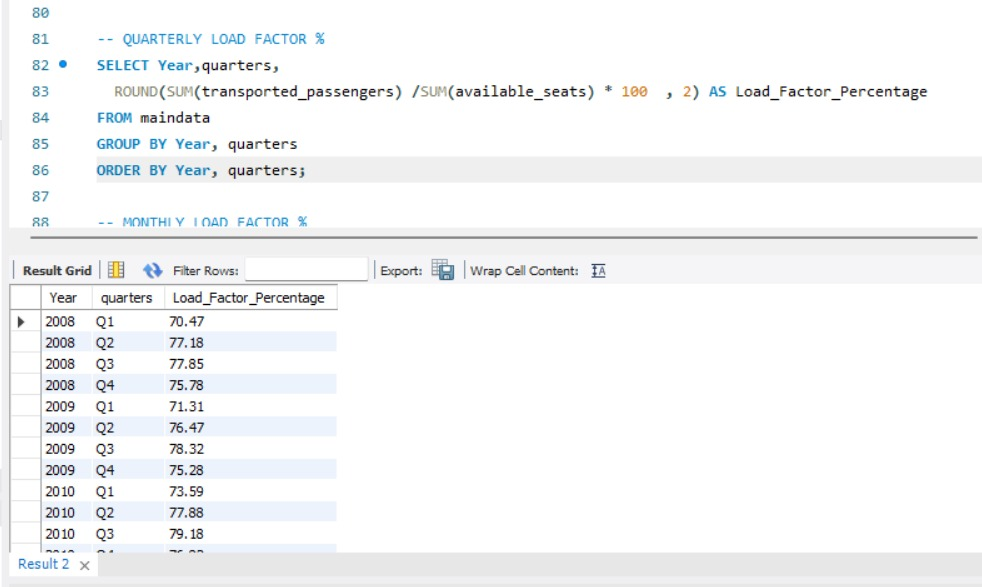 80
81 -- QUARTERLY LOAD FACTOR %
82 SELECT Year,quarters,
83 ROUND(SUM(transported_passengers) /SUM(available_seats) * 100  , 2) AS Load_Factor_Percentage
84 FROM maindata
85 GROUP BY Year, quarters
86 ORDER BY Year, quarters;
87
88 -- MONTHLY LOAD FACTOR %
Result Grid Filter Rows: Export: Wrap Cell Content: IA
Year quarters Load_Factor_Percentage
2008 Q1 70.47
2008 Q2 77.18
2008 Q3 77.85
2008 Q4 75.78
2009 Q1 71.31
2009 Q2 76.47
2009 Q3 78.32
2009 Q4 75.28
2010 Q1 73.59
2010 Q2 77.88
2010 Q3 79.18
Result 2 ×